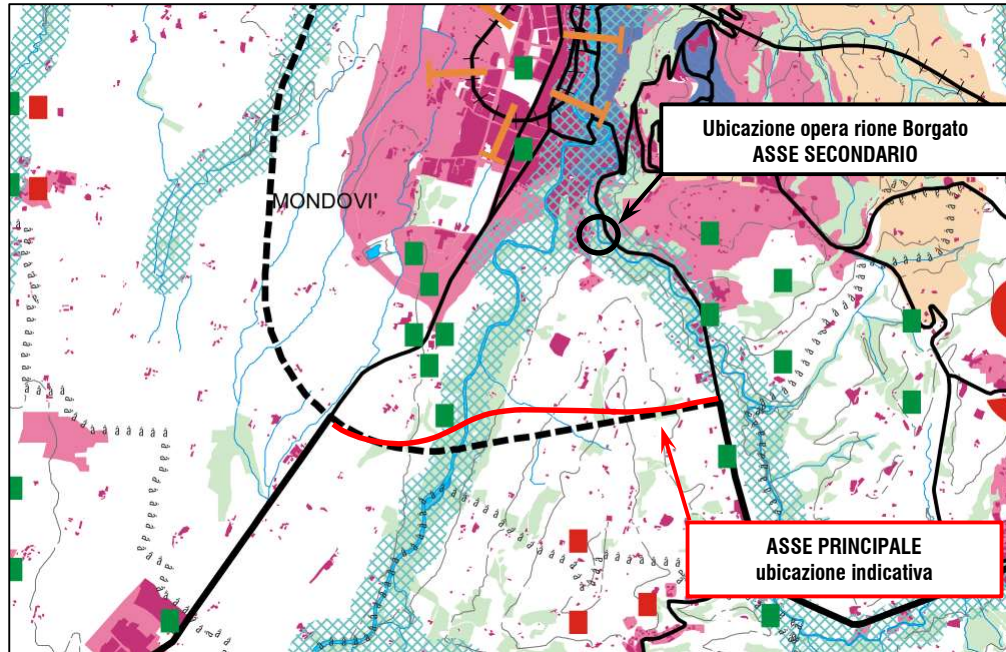 Ubicazione opera rione Borgato
ASSE SECONDARIO
MONDOVI'
ASSE PRINCIPALE
ubicazione indicativa